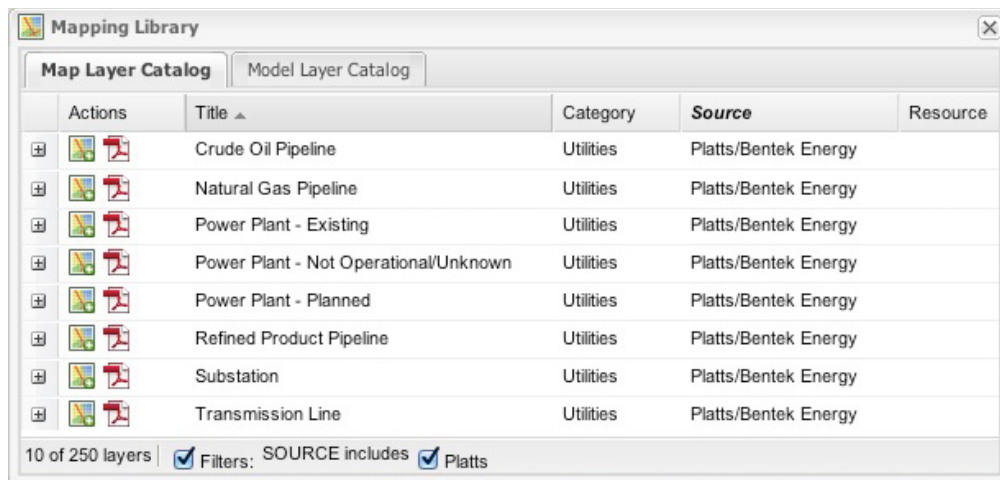 Mapping Library
Map Layer Catalog Model Layer Catalog
Actions Title Category Source Resource
Crude Oil Pipeline Utilities Platts/Bentek Energy
Natural Gas Pipeline Utilities Platts/Bentek Energy
Power Plant - Existing Utilities Platts/Bentek Energy
Power Plant - Not Operational/Unknown Utilities Platts/Bentek Energy
Power Plant - Planned Utilities Platts/Bentek Energy
Refined Product Pipeline Utilities Platts/Bentek Energy
Substation Utilities Platts/Bentek Energy
Transmission Line Utilities Platts/Bentek Energy
10 of 250 layers Filters: SOURCE includes Platts